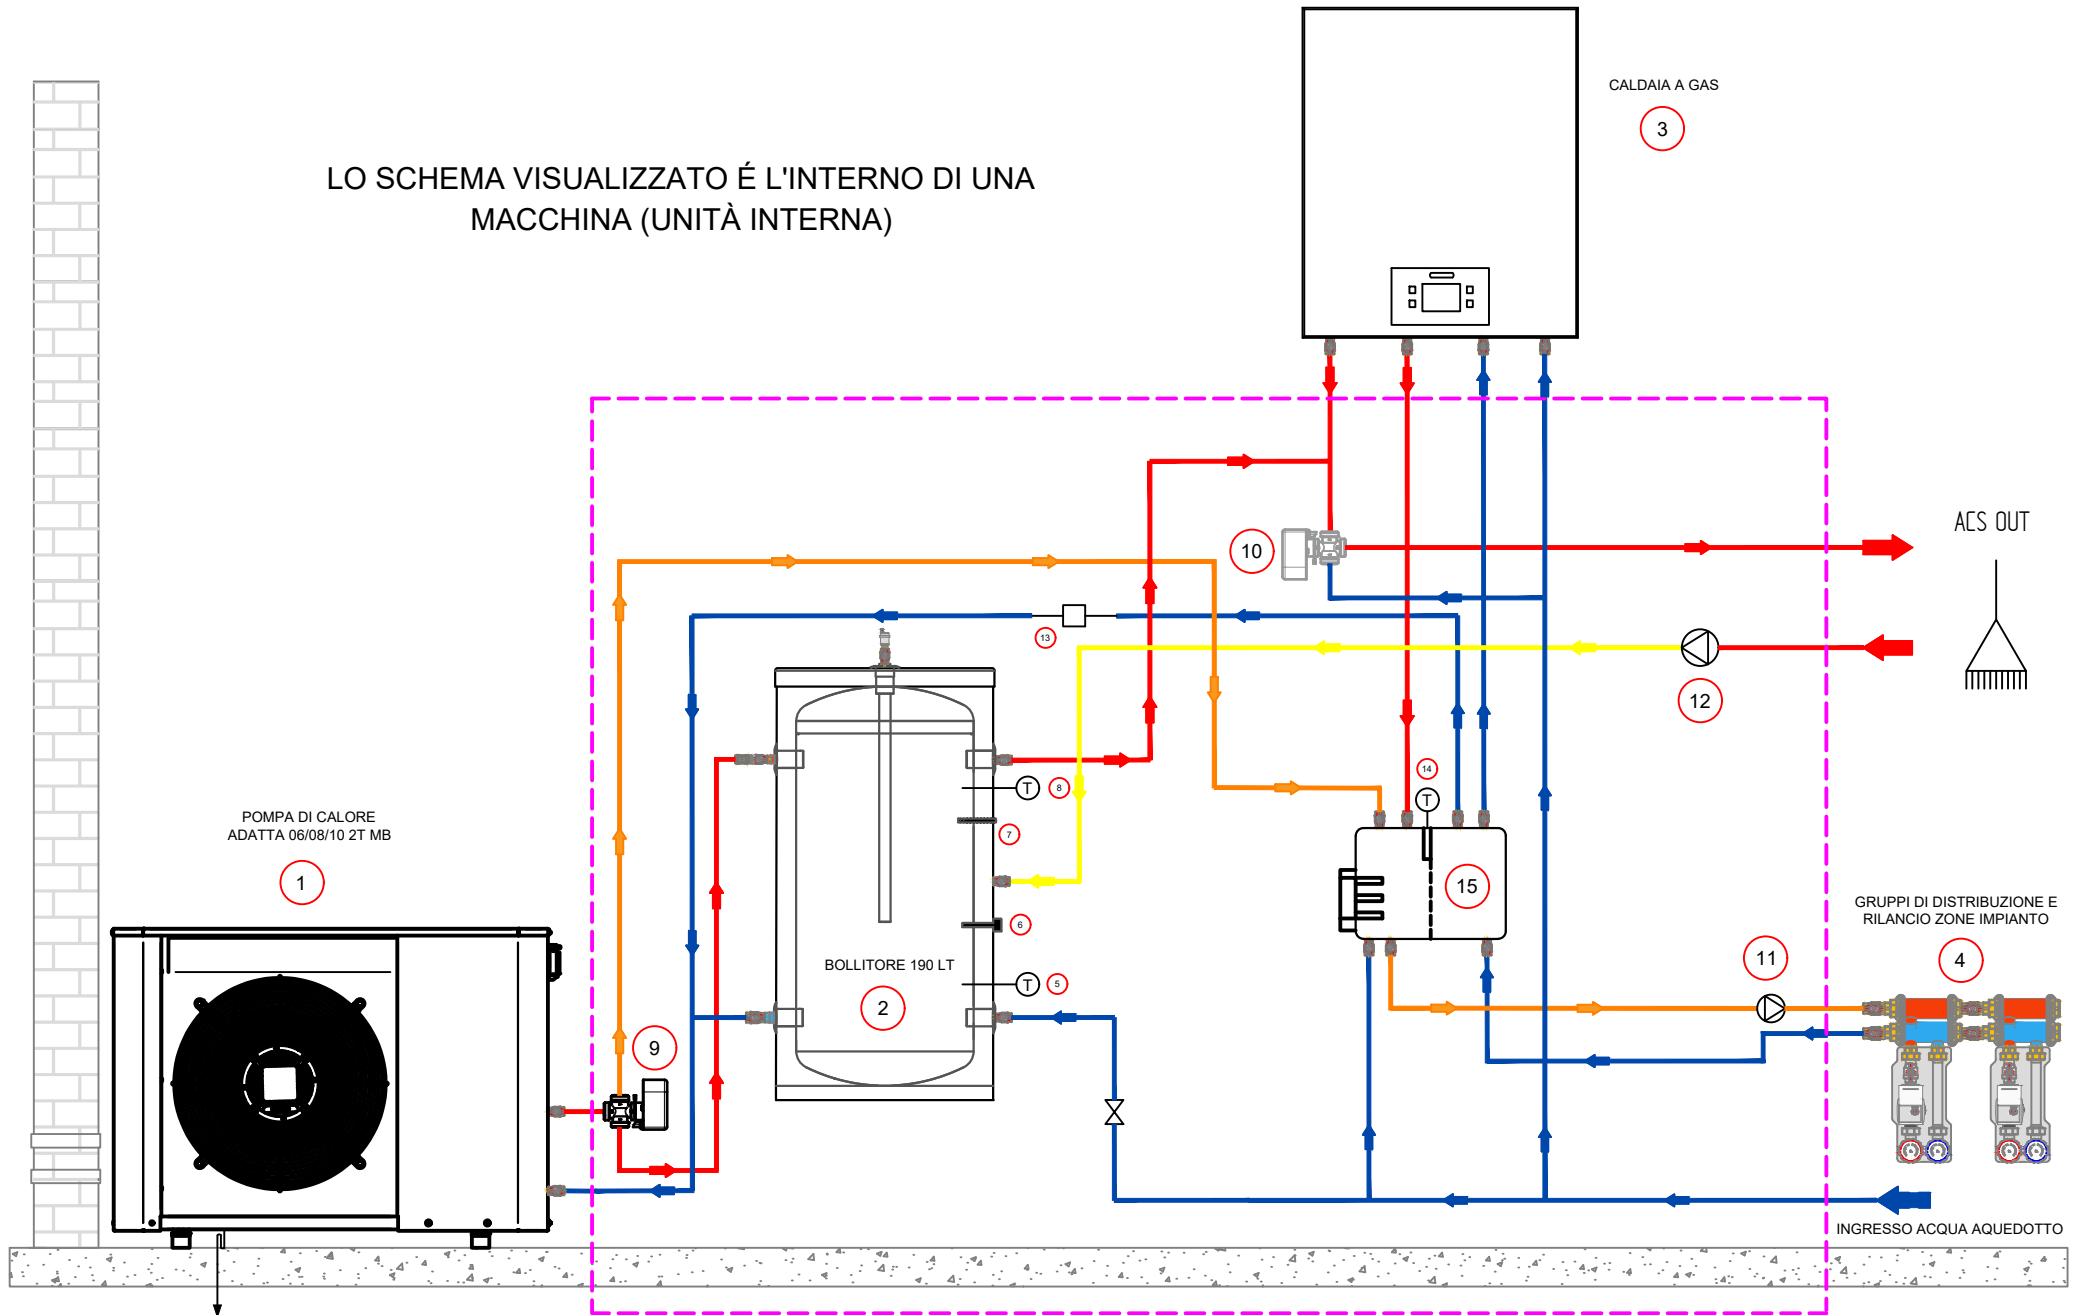 CALDAIA A GAS
3
LO SCHEMA VISUALIZZATO É L'INTERNO DI UNA
MACCHINA (UNITÀ INTERNA)
ACS OUT
10
13
12
14
T
8
T
7
15
6
POMPA DI CALORE
ADATTA 06/08/10 2T MB
1
GRUPPI DI DISTRIBUZIONE E
RILANCIO ZONE IMPIANTO
11
4
BOLLITORE 190 LT
T
5
2
9
INGRESSO ACQUA AQUEDOTTO